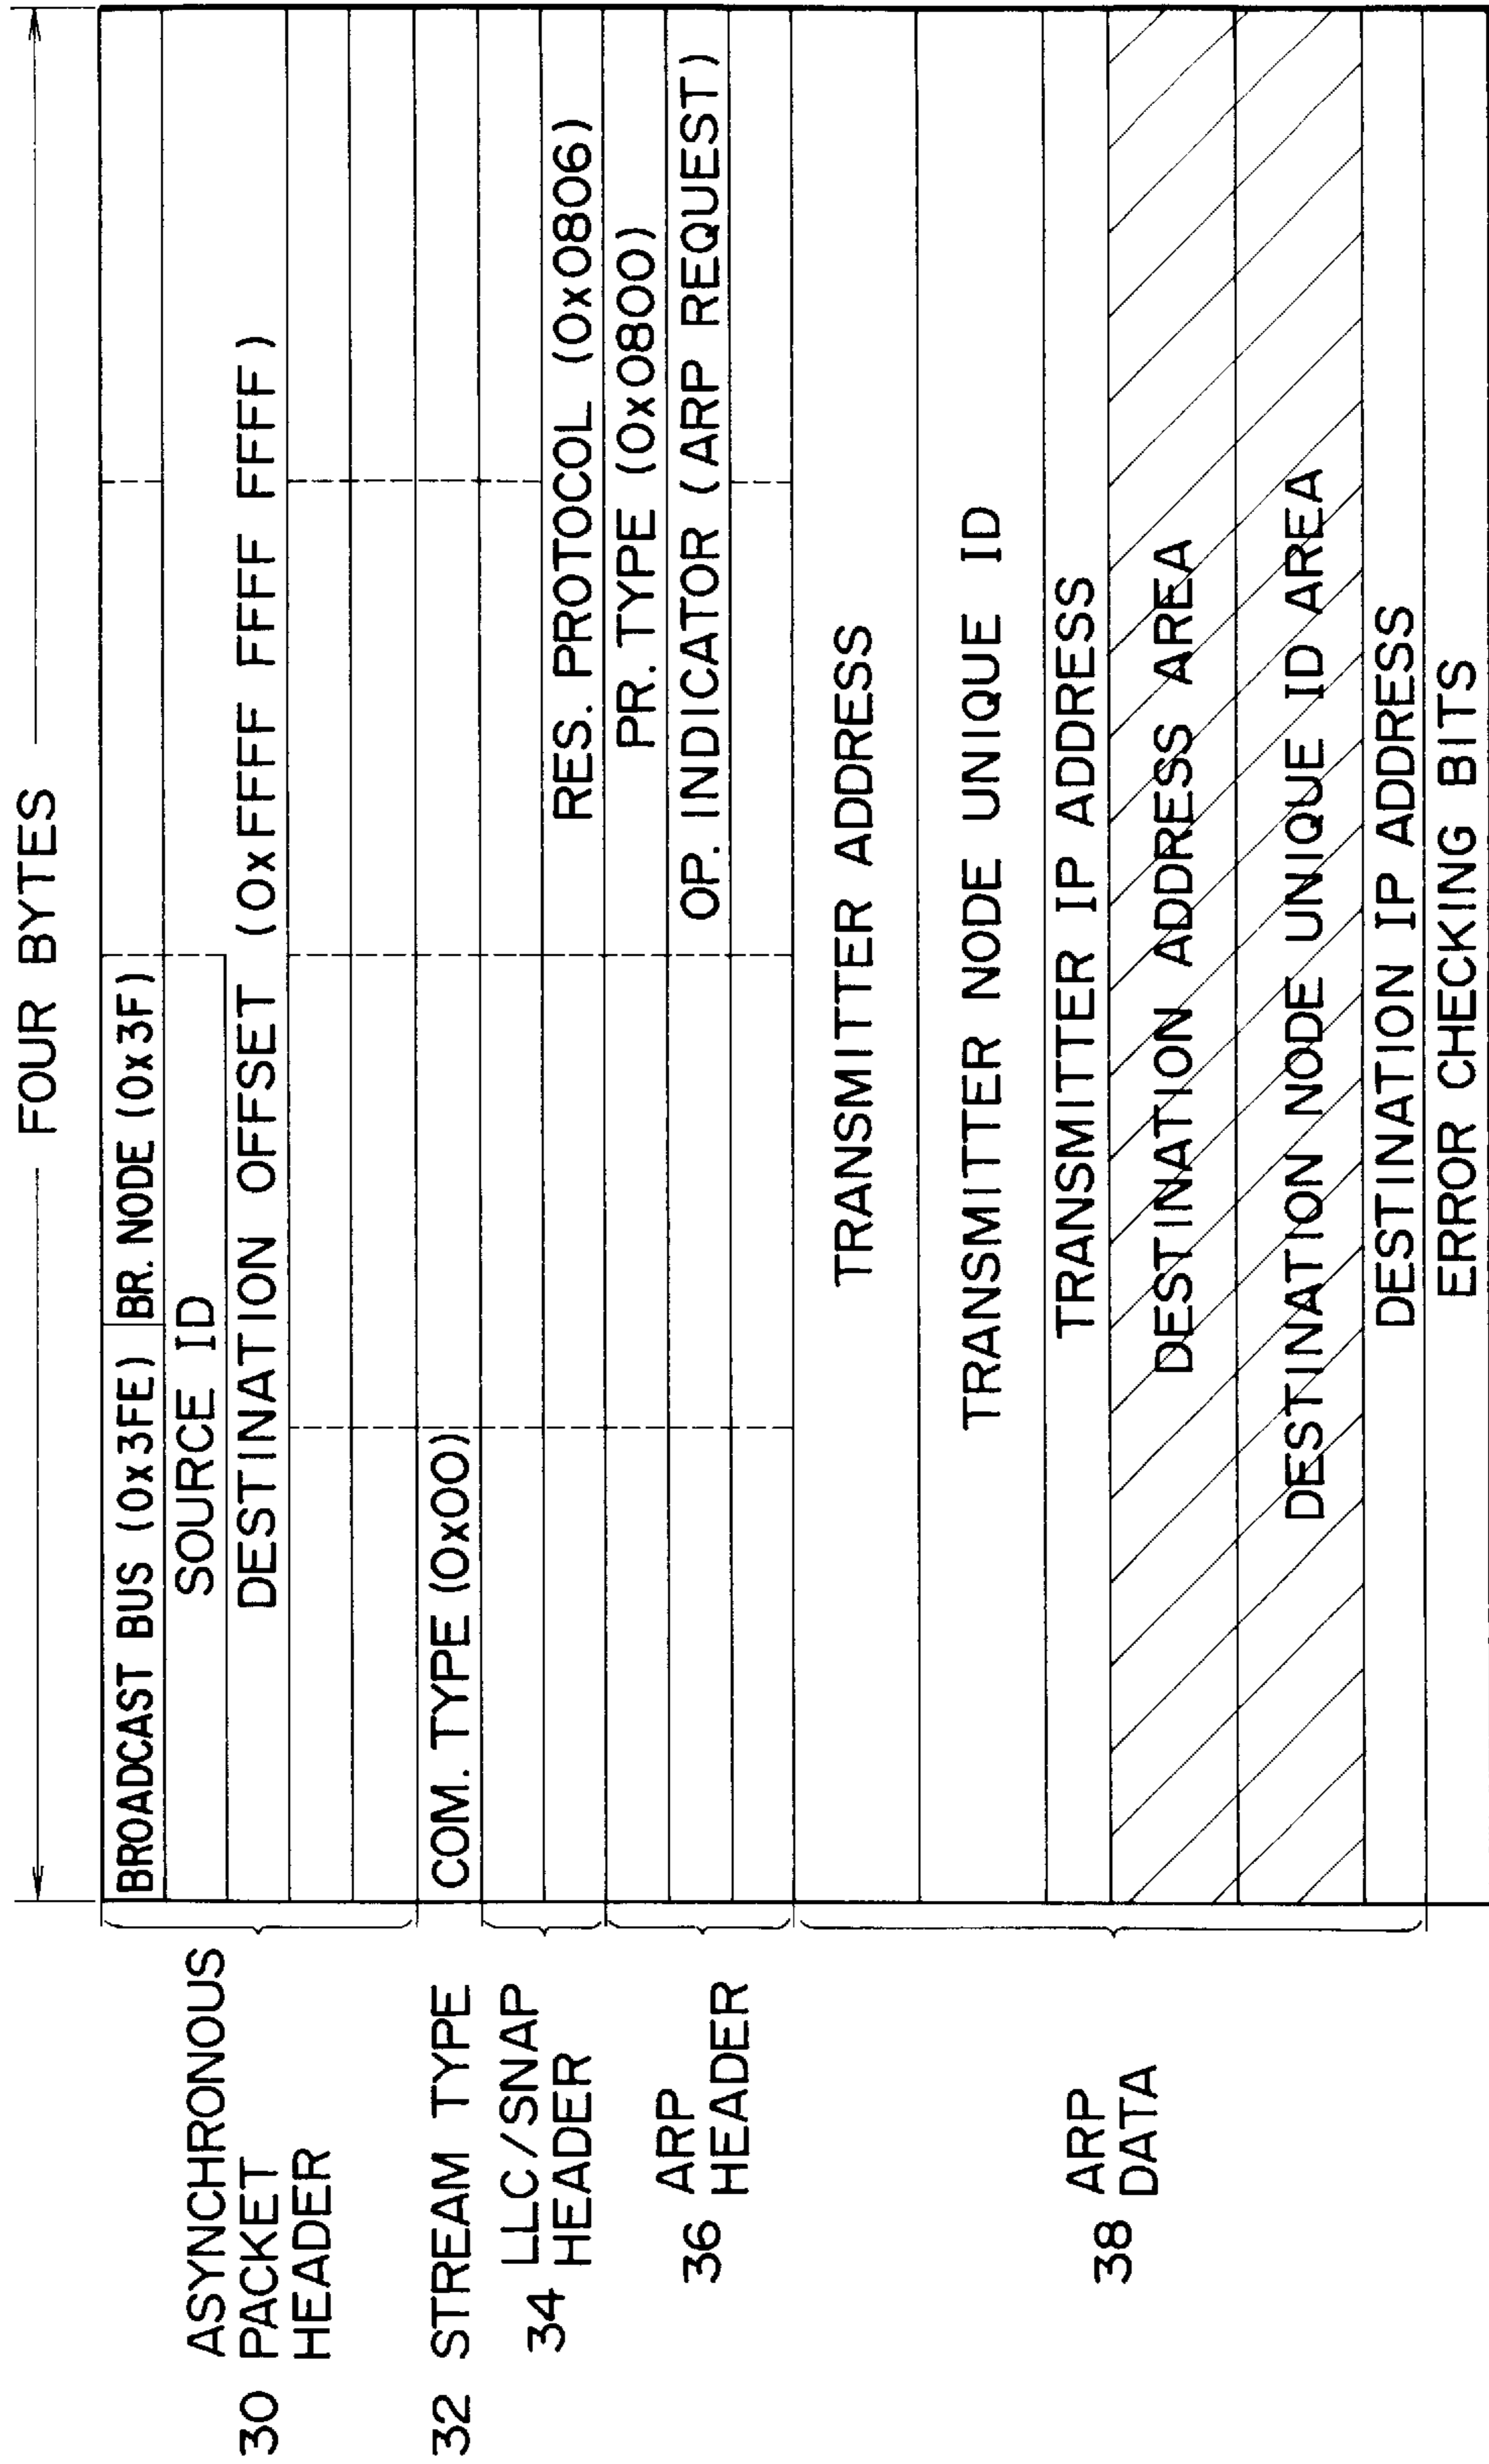 FOUR BYTES
BROADCAST BUS (0x3FE) BR. NODE (0x3F)
SOURCE ID
DESTINATION OFFSET (0xFFFF FFFF FFFF)
COM. TYPE (0x00)
RES. PROTOCOL (0x0806)
PR. TYPE (0x0800)
OP. INDICATOR (ARP REQUEST)
TRANSMITTER ADDRESS
TRANSMITTER NODE UNIQUE ID
TRANSMITTER IP ADDRESS
DESTINATION ADDRESS AREA
DESTINATION NODE UNIQUE ID AREA
DESTINATION IP ADDRESS
ERROR CHECKING BITS
ASYNCHRONOUS
30 PACKET
HEADER
32 STREAM TYPE
34 LLC/SNAP
HEADER
36 ARP
HEADER
38 ARP
DATA